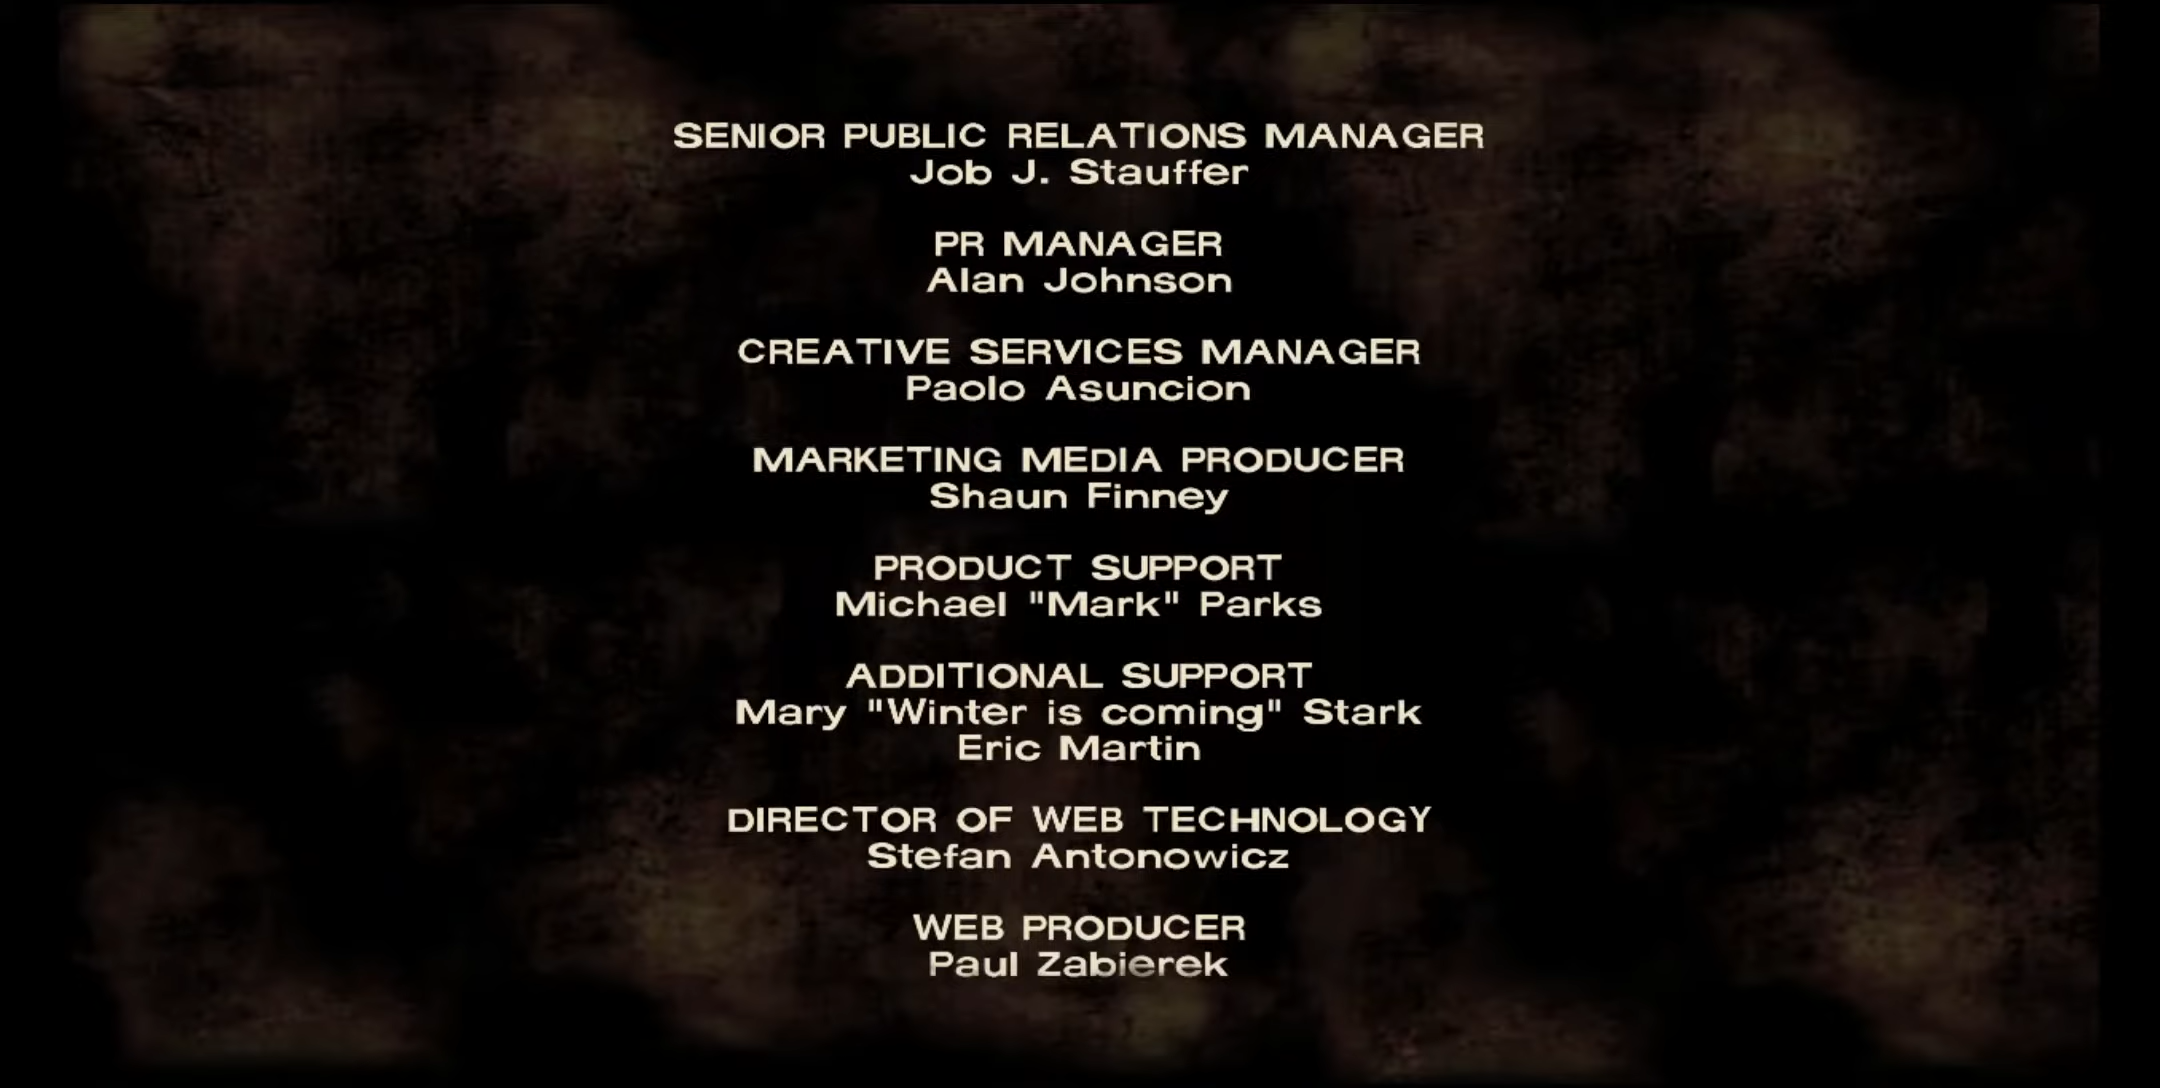 SENIOR PUBLIC RELATIONS MANAGER
Job J. Stauffer
PR MANAGER
Alan Johnson
CREATIVE SERVICES MANAGER
Paolo Asuncion
MARKETING MEDIA PRODUCER
Shaun Finney
PRODUCT SUPPORT
Michael "Mark" Parks
ADDITIONAL SUPPORT
Mary "Winter is coming" Stark
Eric Martin
DIRECTOR OF WEB TECHNOLOGY
Stefan Antonowicz
WEB PRODUCER
Paul Zabierek